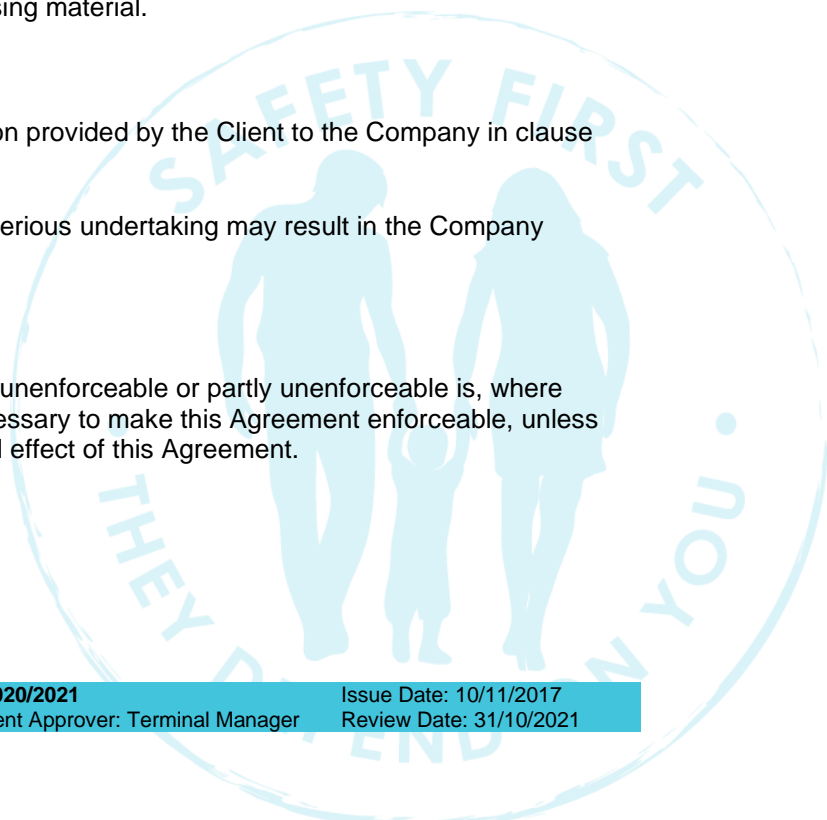 sing material.
on provided by the Client to the Company in clause
erious undertaking may result in the Company
unenforceable or partly unenforceable is, where
essary to make this Agreement enforceable, unless
l effect of this Agreement.
020/2021 Issue Date: 10/11/2017
ent Approver: Terminal Manager Review Date: 31/10/2021
SAFETY FIRST
THEY DEPEND ON YOU